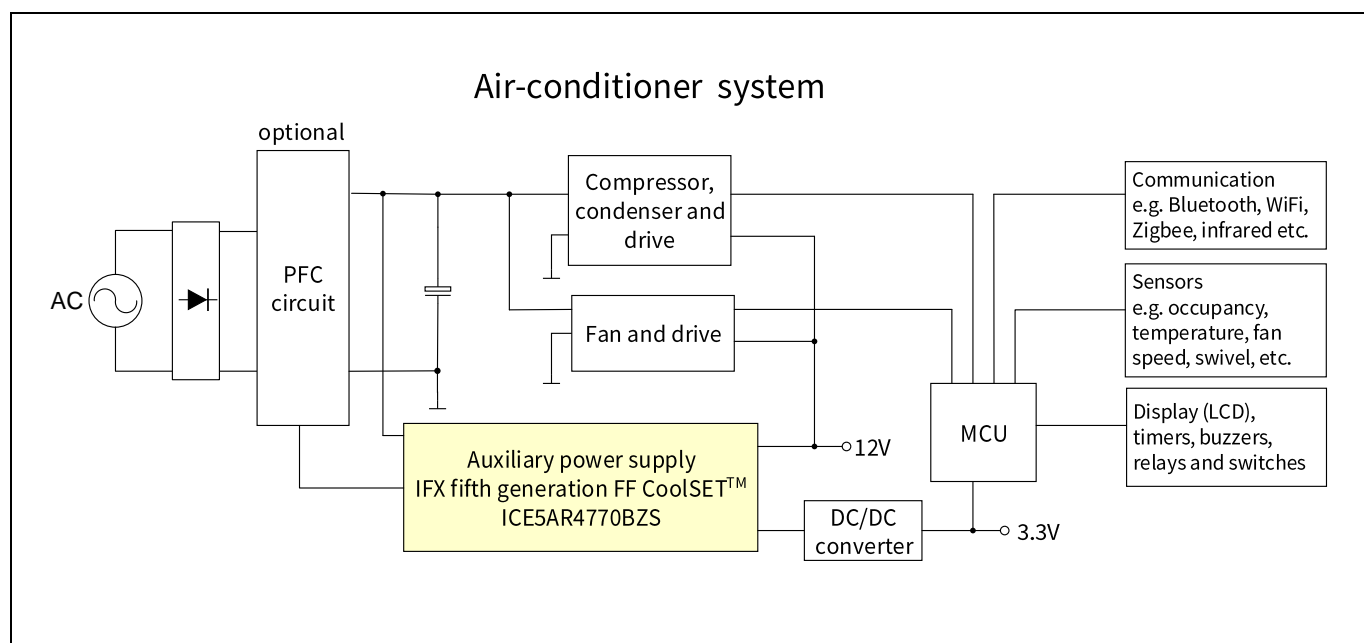 Air-conditioner system
optional
PFC
circuit
AC
Compressor,
condenser and
drive
Fan and drive
Auxiliary power supply
IFX fifth generation FF CoolSET™
ICE5AR4770BZS
12V
DC/DC
converter
3.3V
MCU
Communication
e.g. Bluetooth, WiFi,
Zigbee, infrared etc.
Sensors
e.g. occupancy,
temperature, fan
speed, swivel, etc.
Display (LCD),
timers, buzzers,
relays and switches